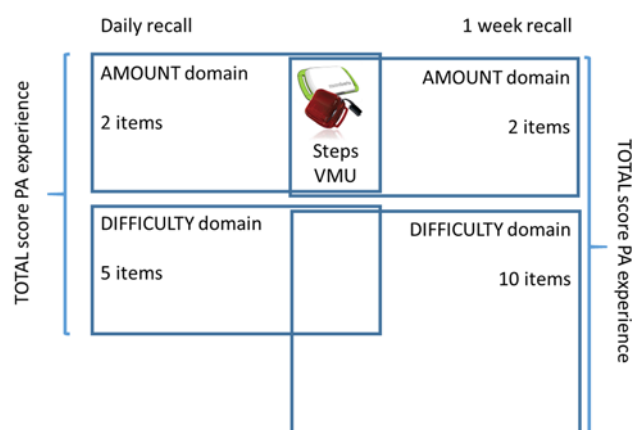 Daily recall
1 week recall
TOTAL score PA experience
AMOUNT domain
2 items
Steps
VMU
AMOUNT domain
2 items
DIFFICULTY domain
5 items
DIFFICULTY domain
10 items
TOTAL score PA experience